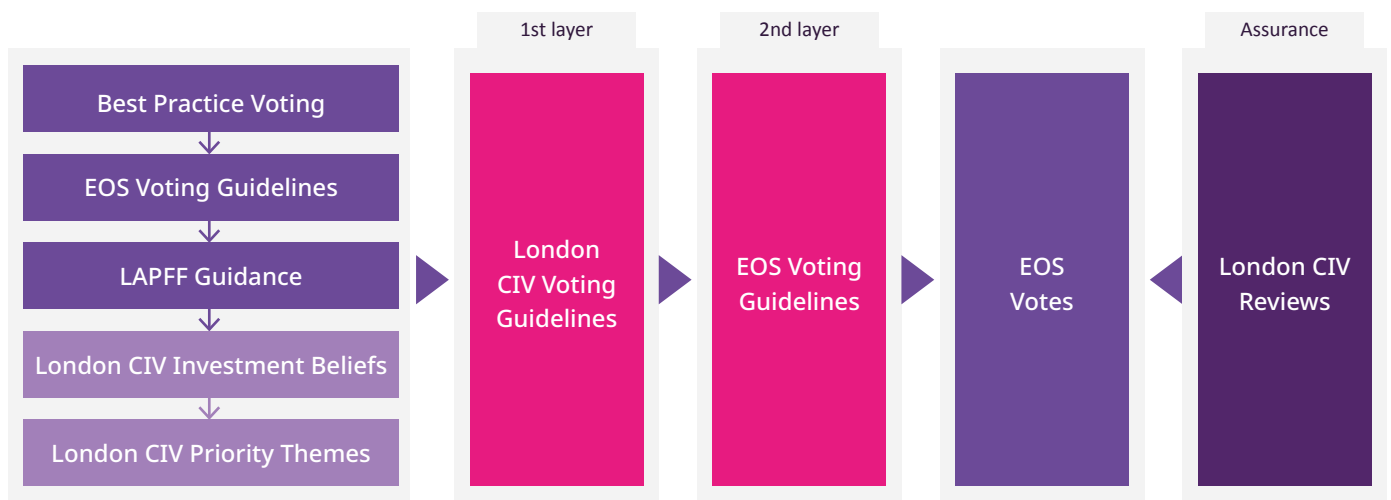 Best Practice Voting
EOS Voting Guidelines
LAPFF Guidance
London CIV Investment Beliefs
London CIV Priority Themes
1st layer
London
CIV Voting
Guidelines
2nd layer
EOS Voting
Guidelines
EOS
Votes
Assurance
London CIV
Reviews